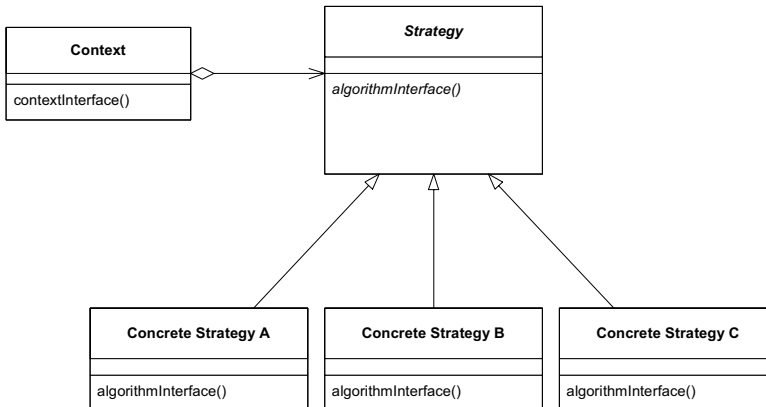 Strategy
Context
algorithmInterface()
contextInterface()
Concrete Strategy A
Concrete Strategy B
Concrete Strategy C
algorithmInterface()
algorithmInterface()
algorithmInterface()